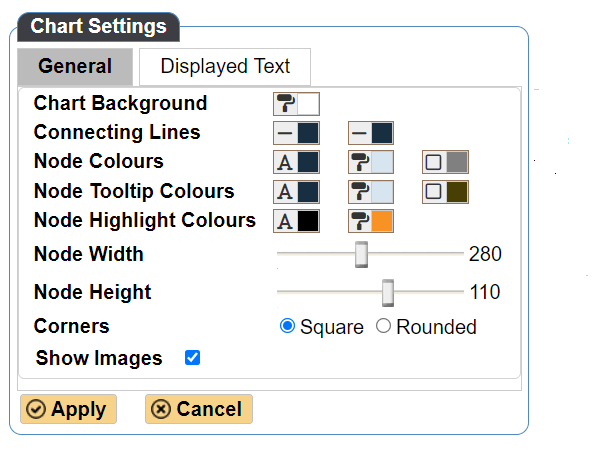 Chart Settings
General Displayed Text
Chart Background
Connecting Lines
Node Colours A
Node Tooltip Colours A
Node Highlight Colours A
Node Width 280
Node Height 110
Corners Square Rounded
Show Images
Apply Cancel